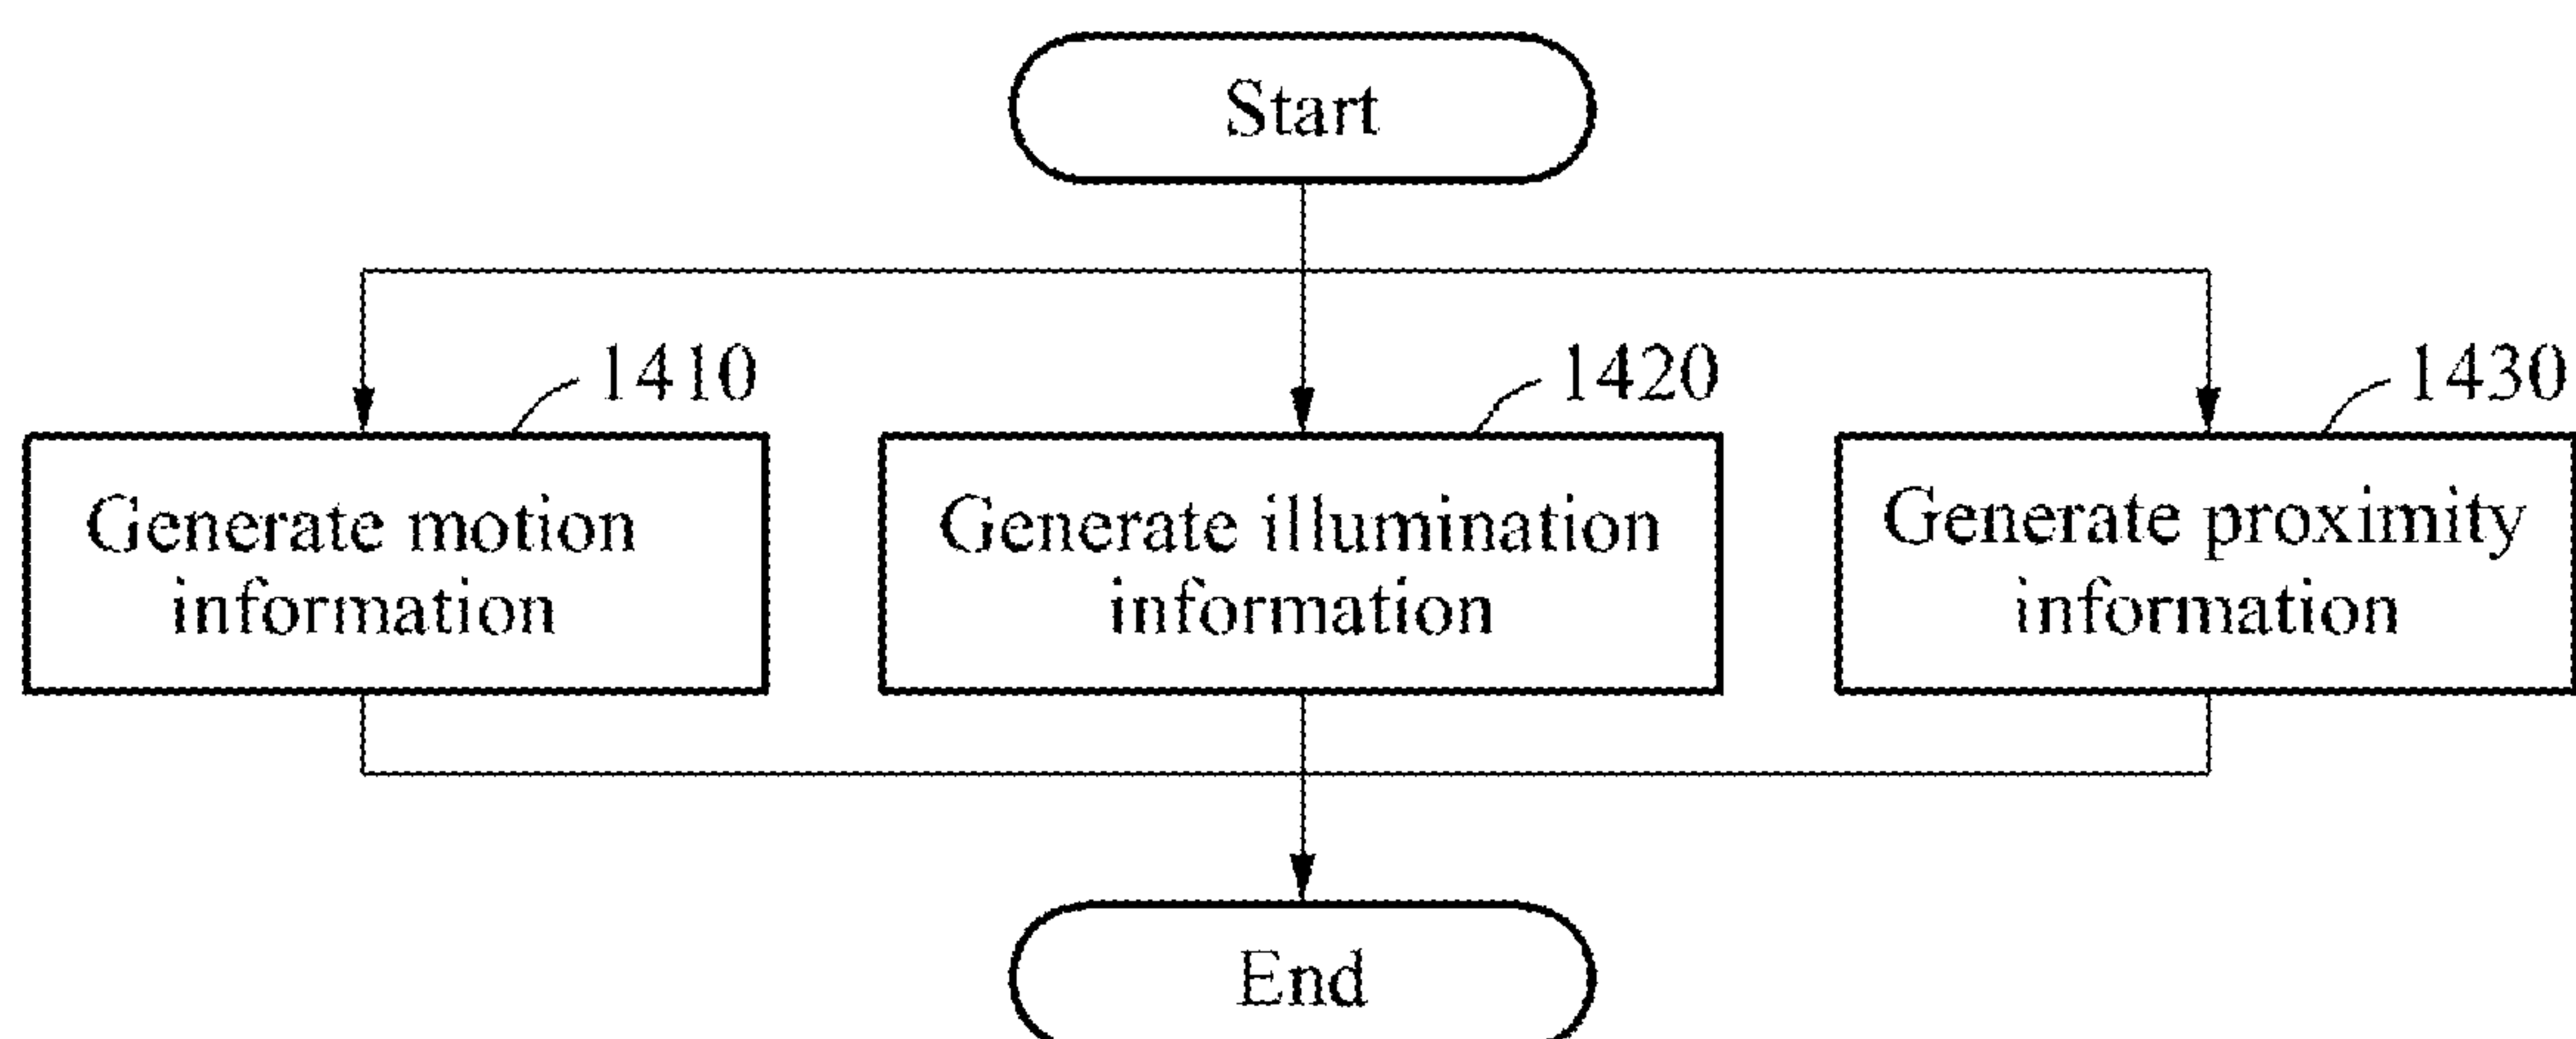 Start
1410
1420
1430
Generate motion
information
Generate illumination
information
Generate proximity
information
End